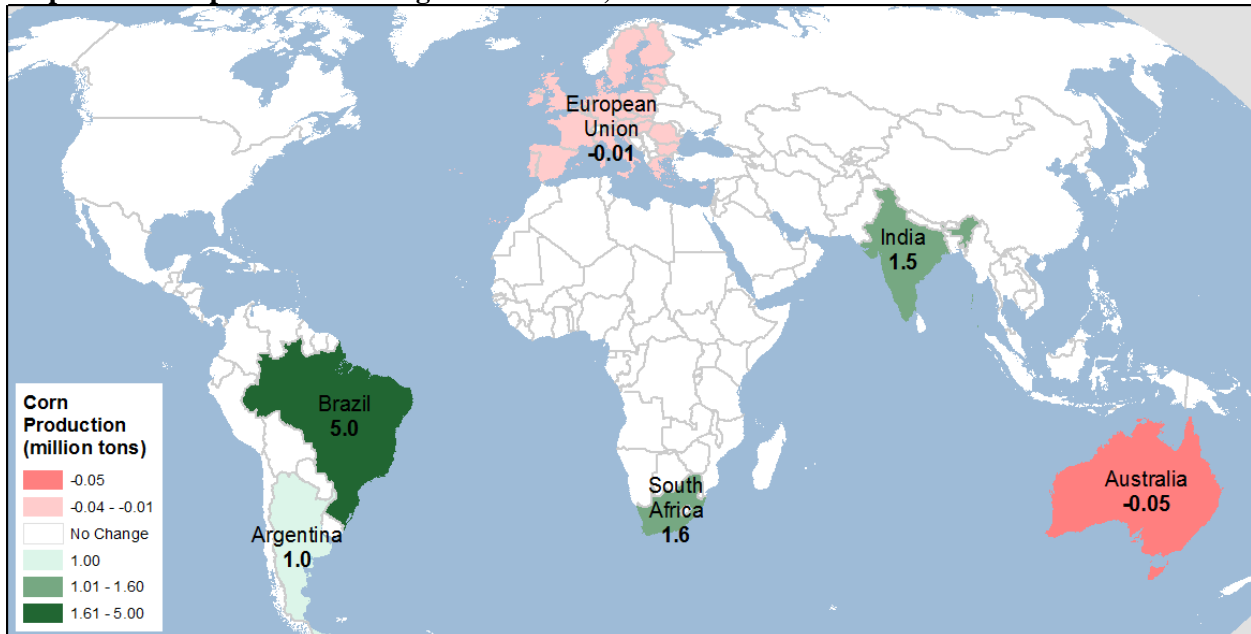 European
Union
-0.01
India
1.5
Brazil
5.0
South
Africa
1.6
Argentina
1.0
Australia
-0.05
Corn
Production
(million tons)
-0.05
-0.04 - -0.01
No Change
1.00
1.01 - 1.60
1.61 - 5.00